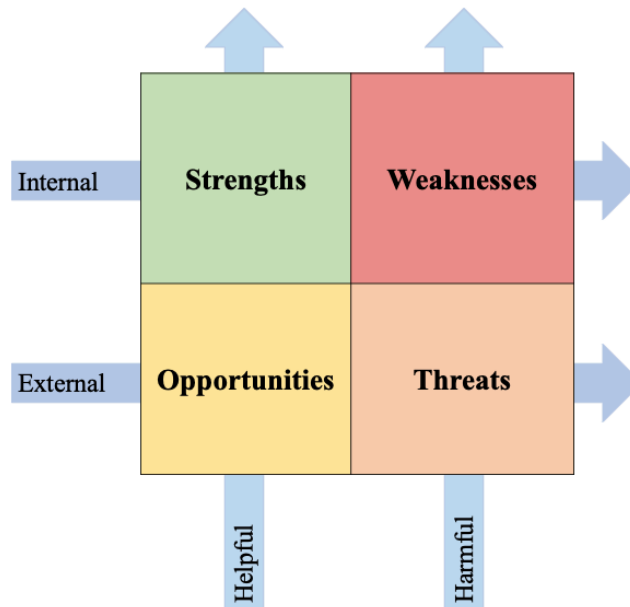 Internal
Strengths
Weaknesses
External
Opportunities
Threats
Helpful
Harmful